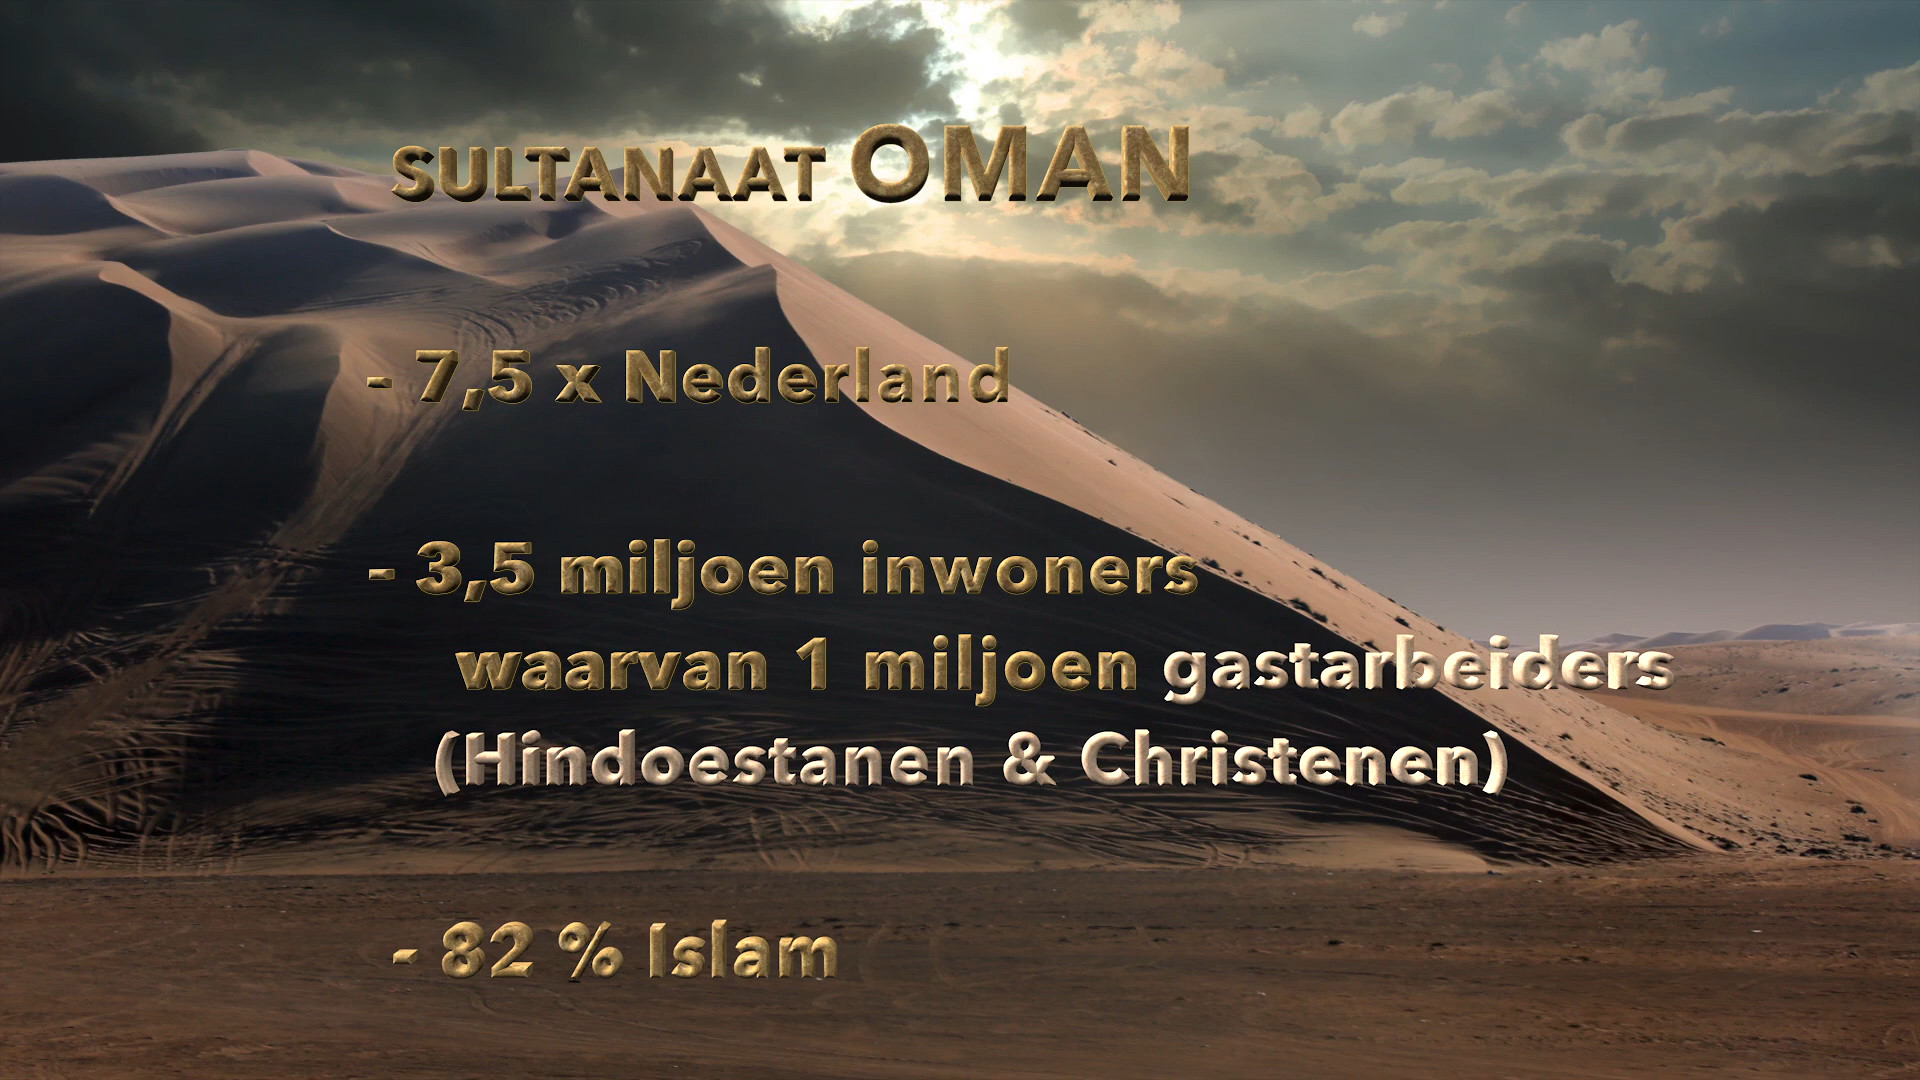 SULTANAAT OMAN
- 7,5 x Nederland
- 3,5 miljoen inwoners
waarvan 1 miljoen gastarbeiders
(Hindoestanen & Christenen)
- 82 % Islam